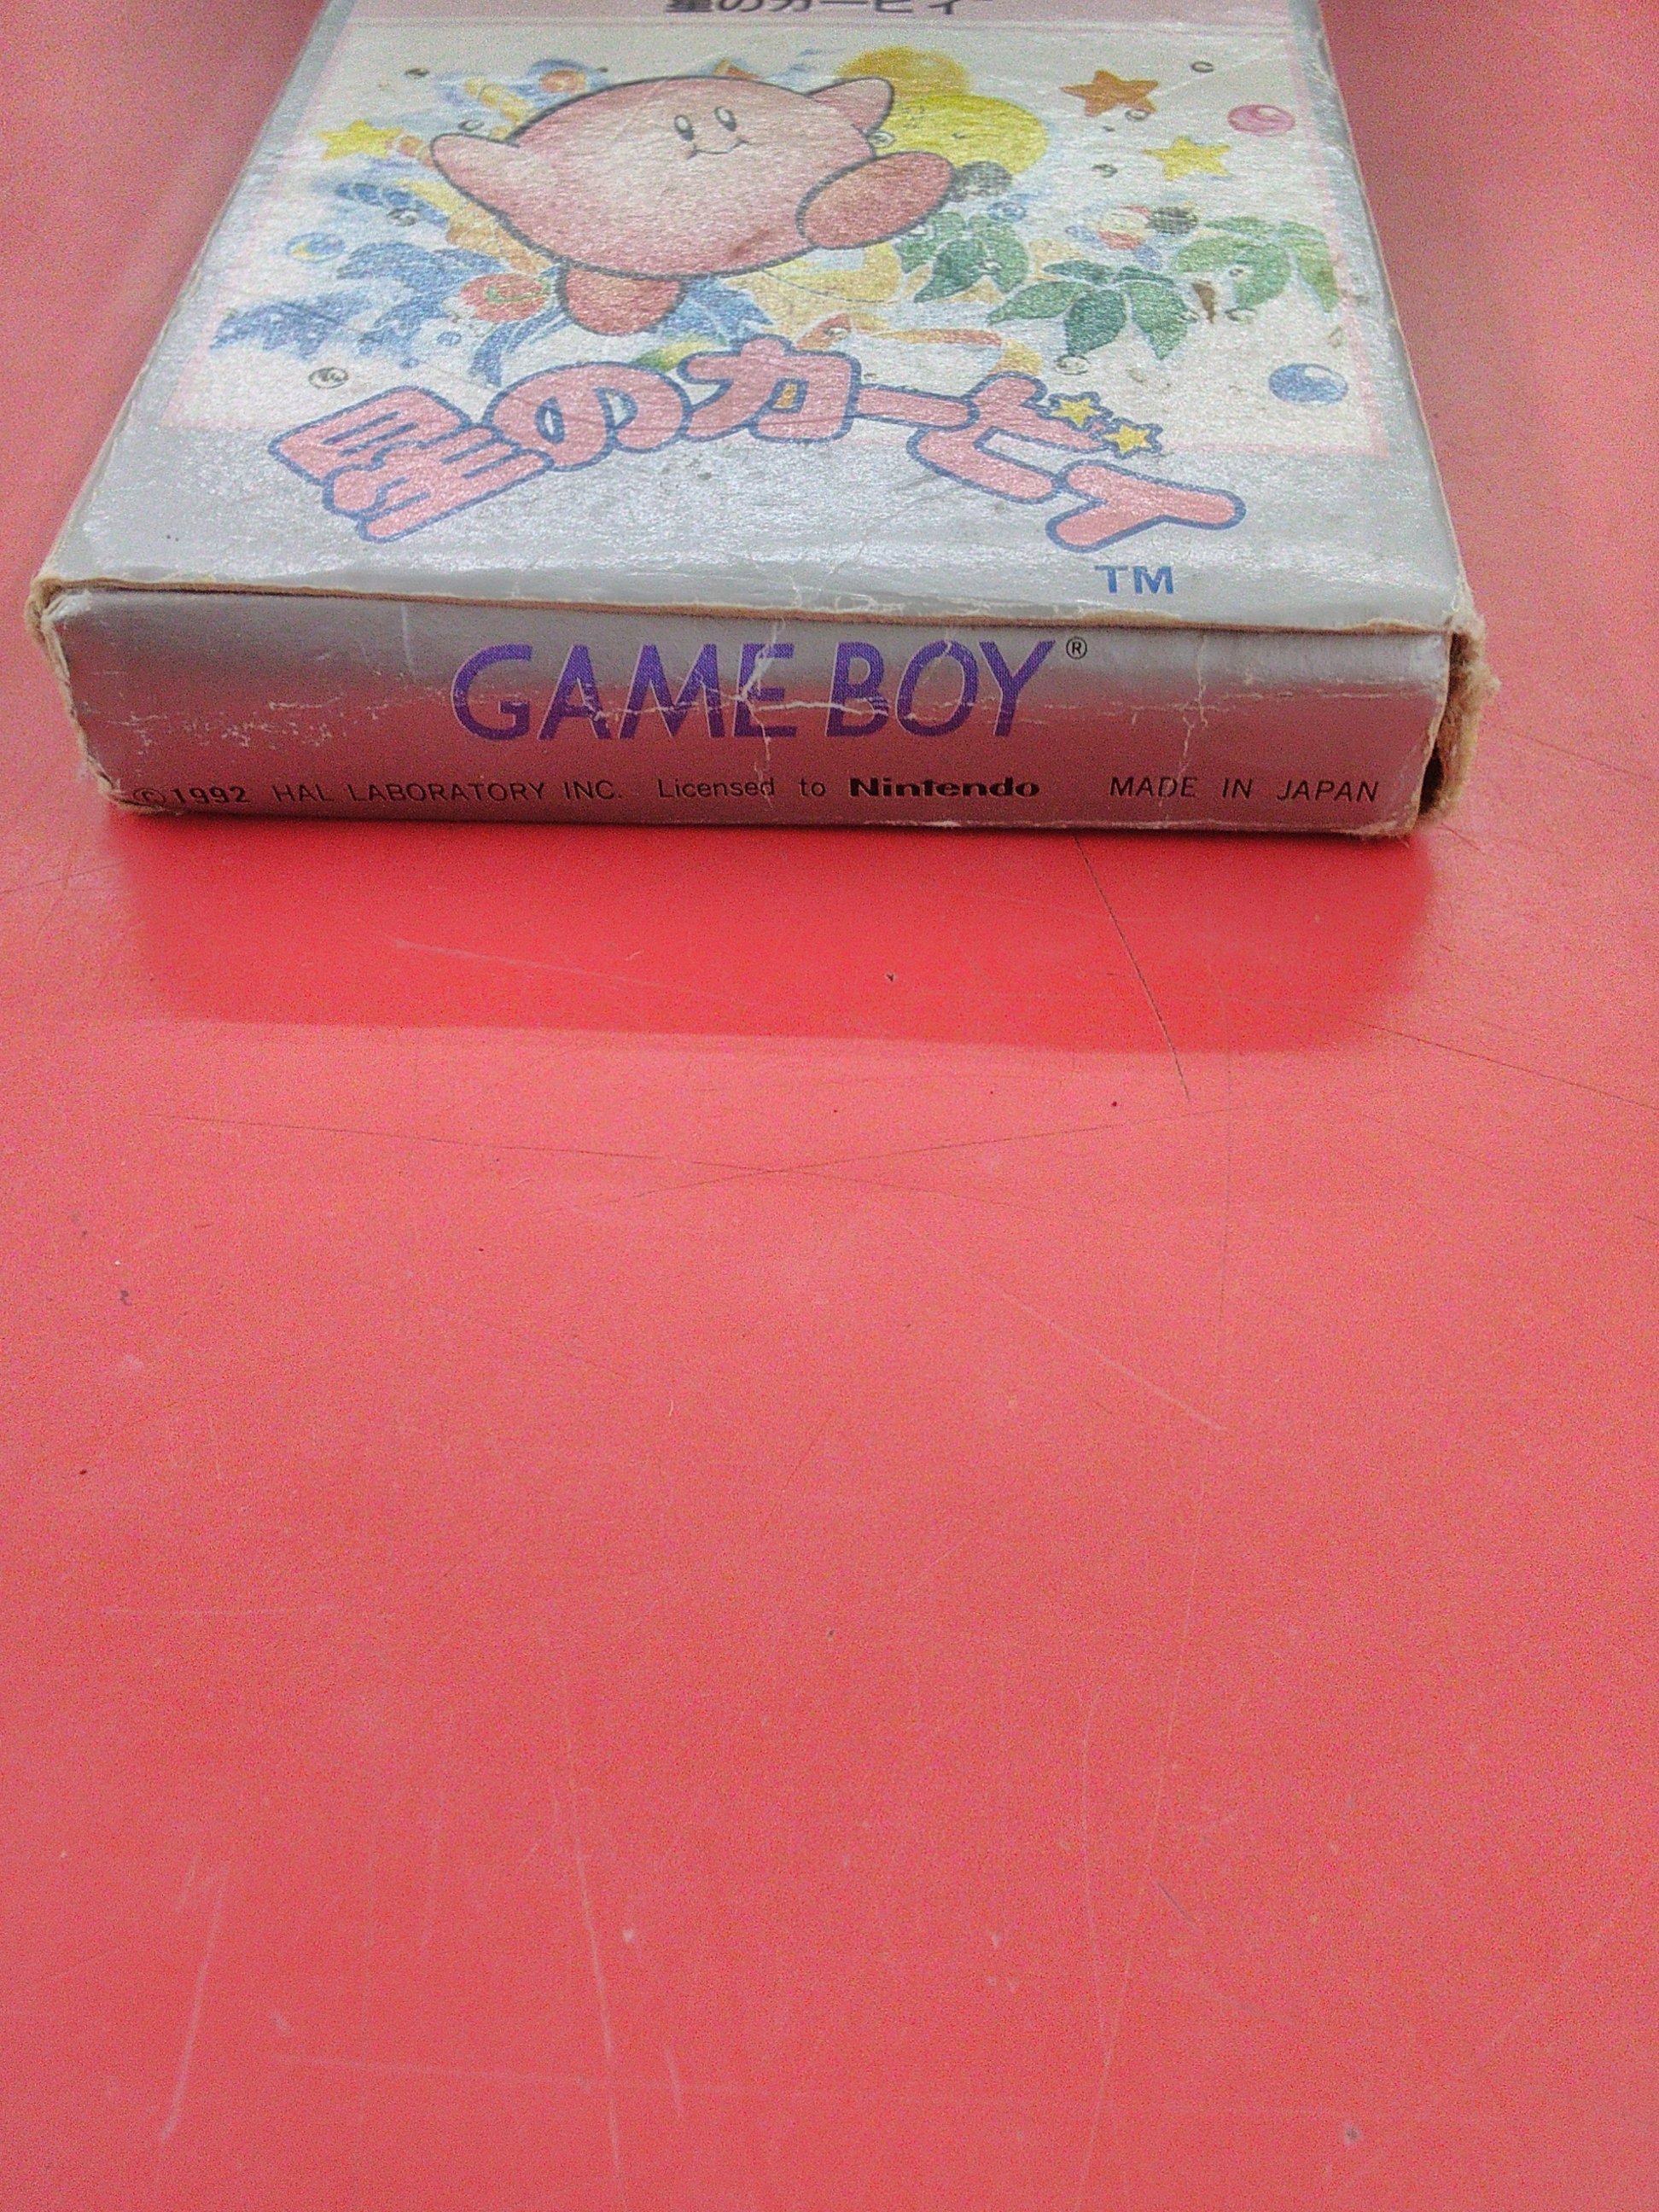 星のカービィ
星のカービィ
TM
GAME BOY®
©1992 HAL LABORATORY INC. Licensed to Nintendo MADE IN JAPAN